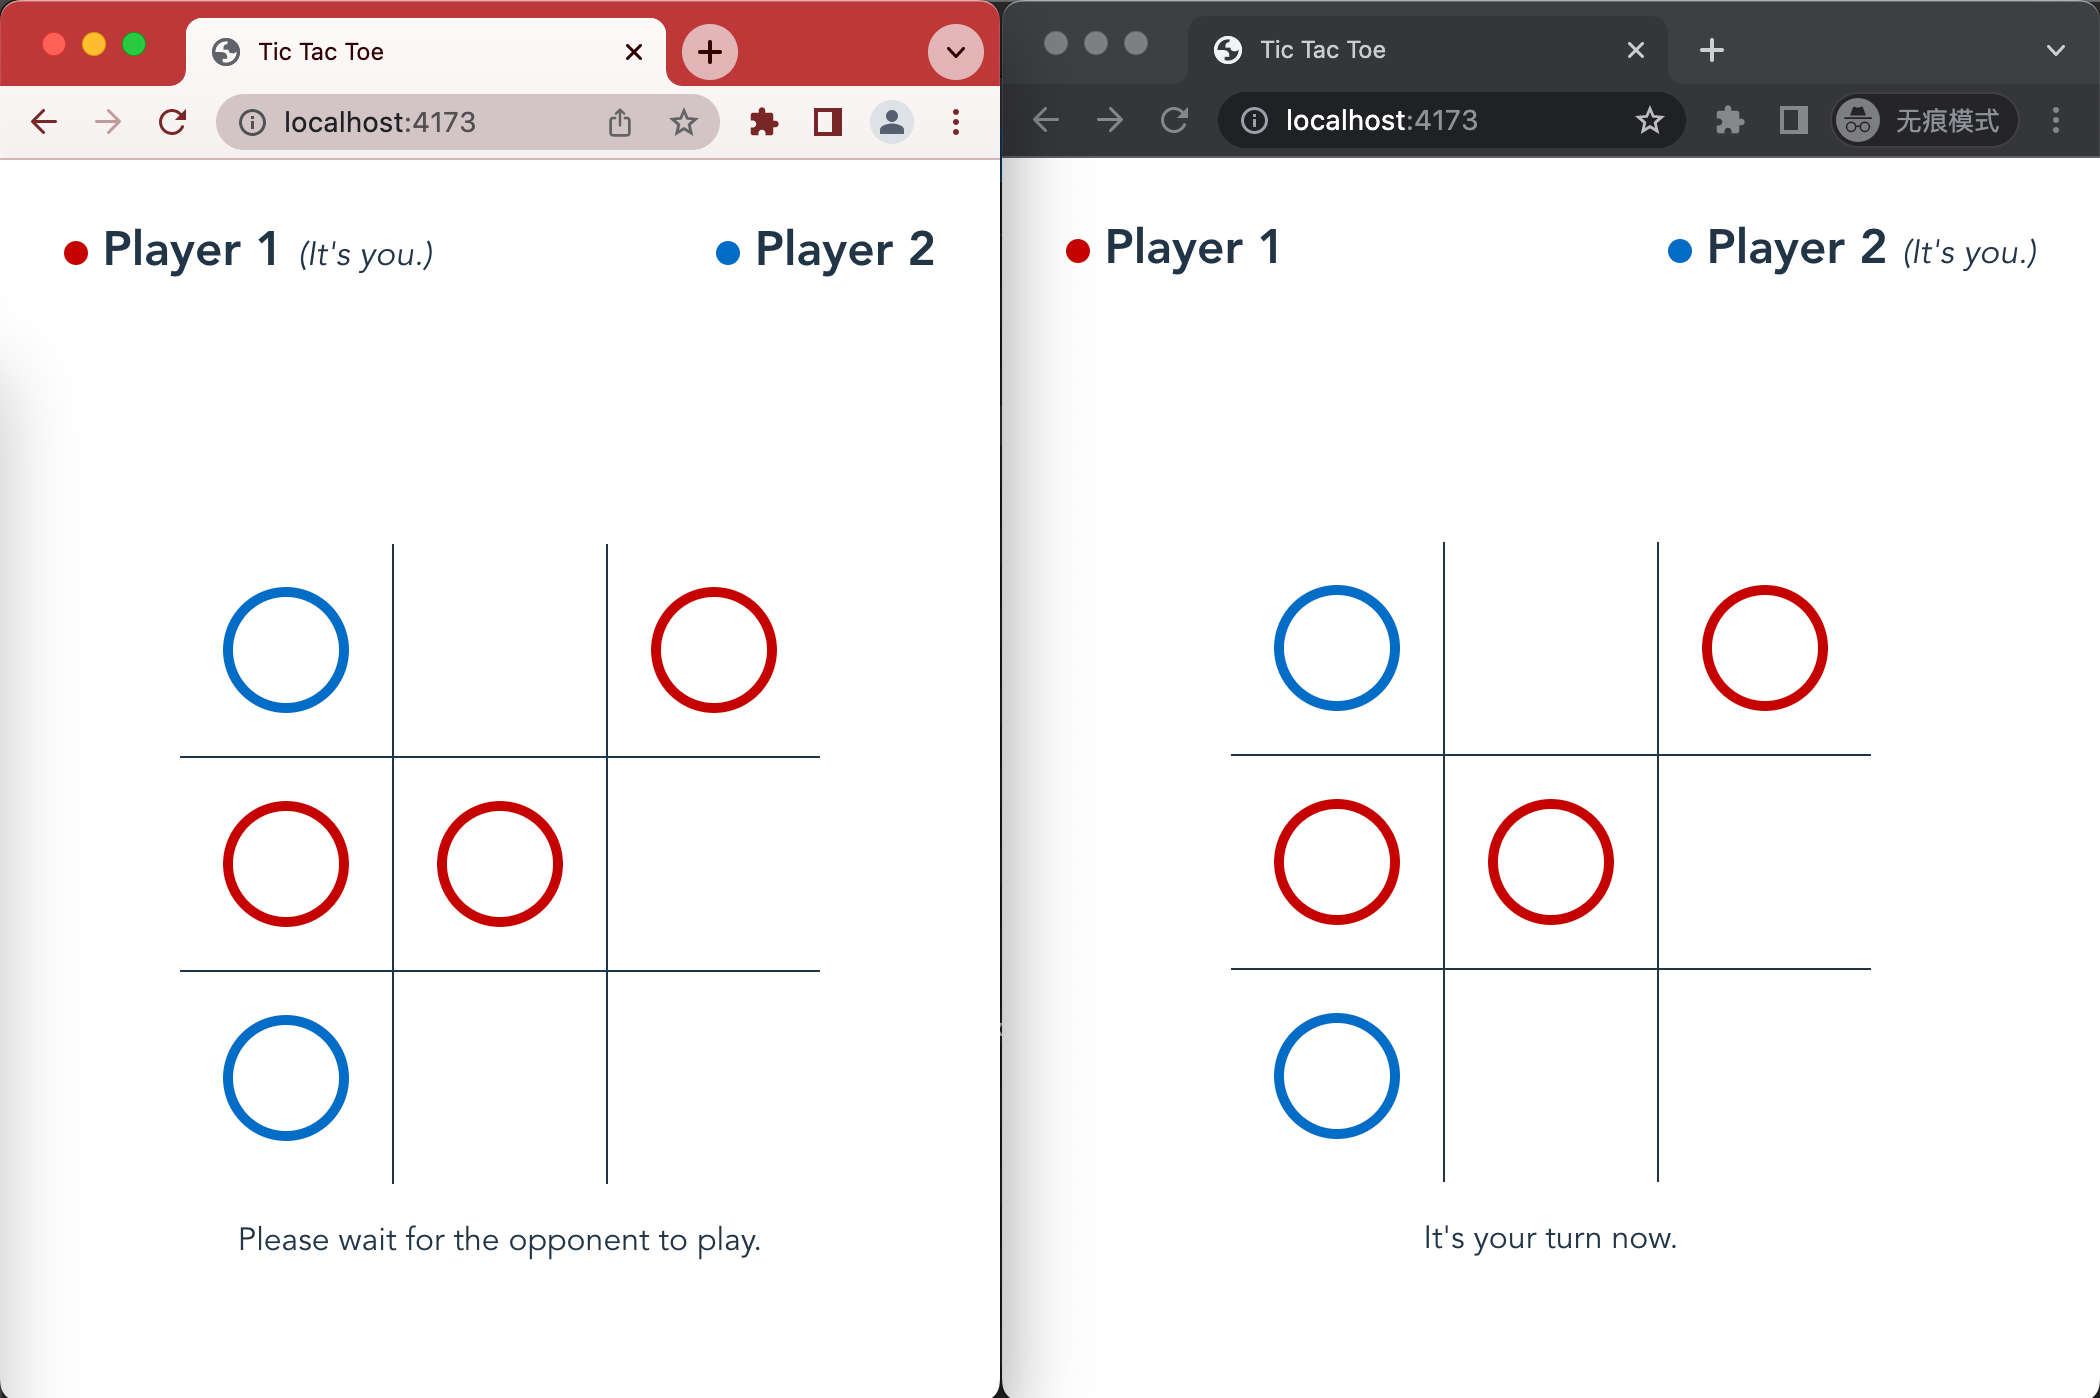 Tic Tac Toe
localhost:4173
Player 1 (It's you.)
Player 2
Please wait for the opponent to play.
Tic Tac Toe
localhost:4173
无痕模式
Player 1
Player 2 (It's you.)
It's your turn now.